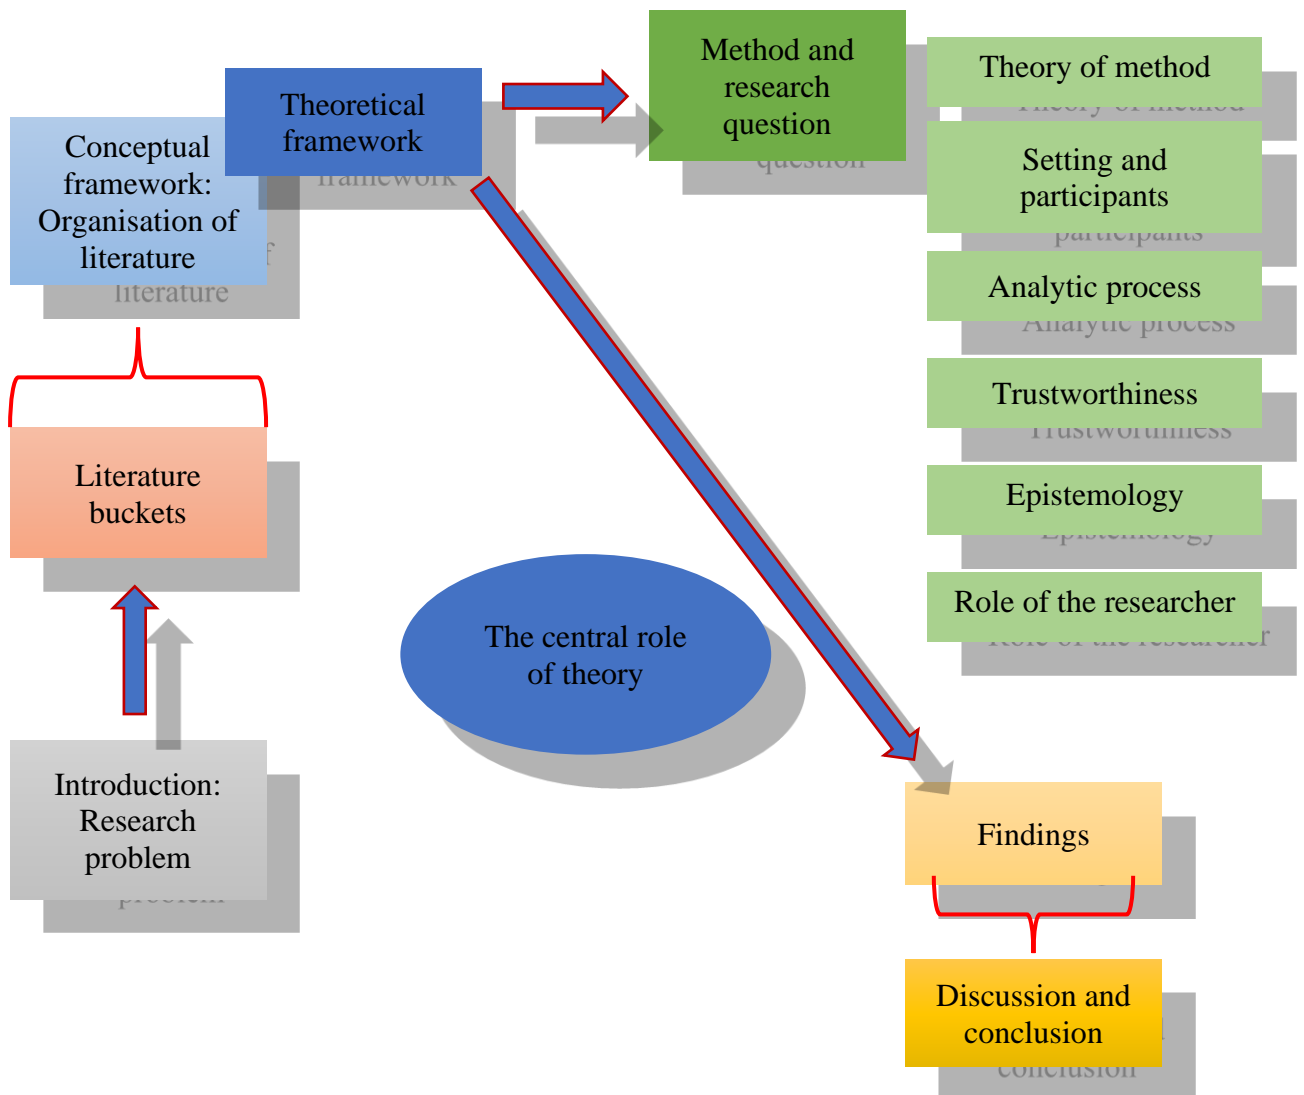 Conceptual
framework:
Organisation of
literature
Theoretical
framework
Method and
research
question
Theory of method
Setting and
participants
Analytic process
Trustworthiness
Epistemology
Role of the researcher
Literature
buckets
The central role
of theory
Introduction:
Research
problem
Findings
Discussion and
conclusion